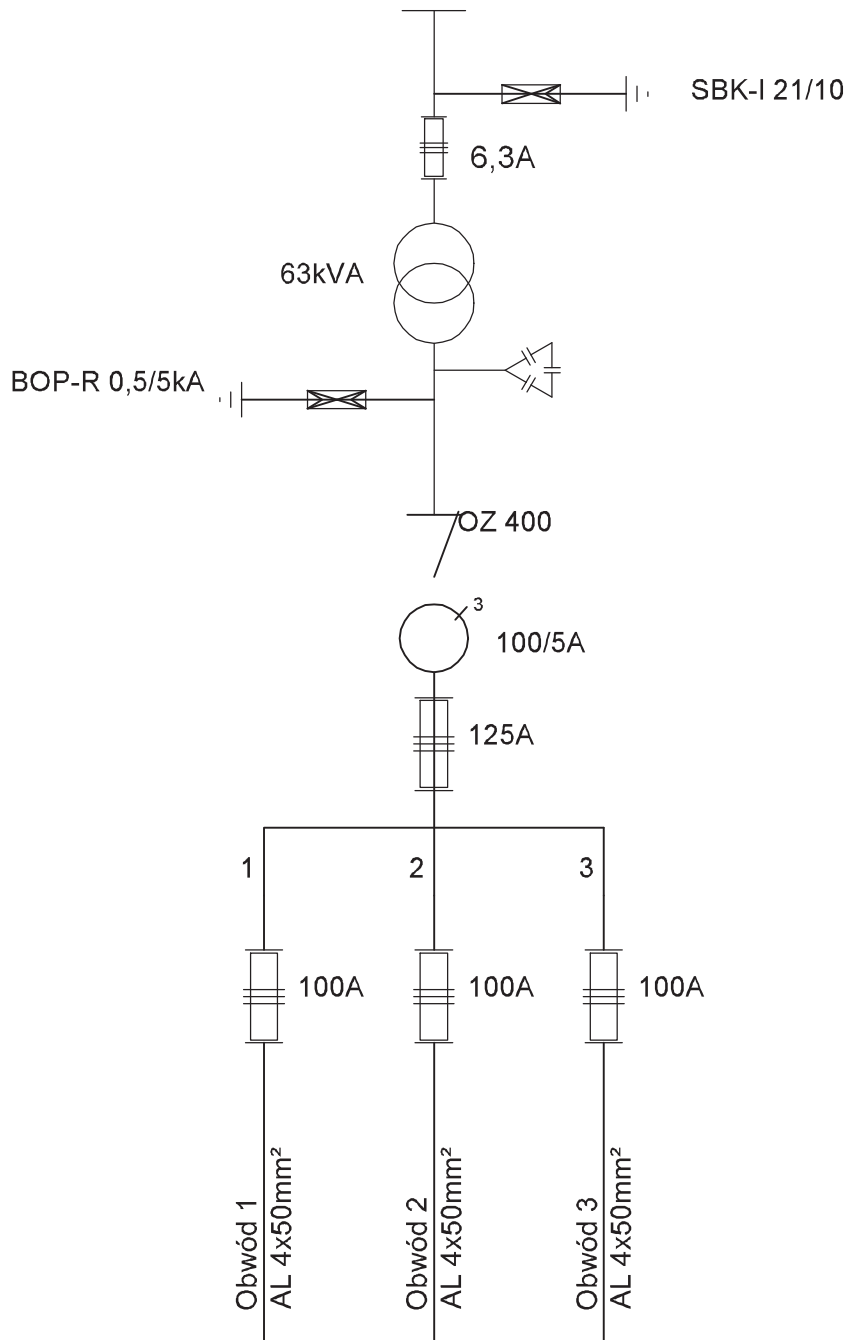 SBK-I 21/10
6,3A
63kVA
BOP-R 0,5/5kA
OZ 400
3
100/5A
125A
1
2
3
100A
100A
100A
Obwód 1
AL 4x50mm²
Obwód 2
AL 4x50mm²
Obwód 3
AL 4x50mm²